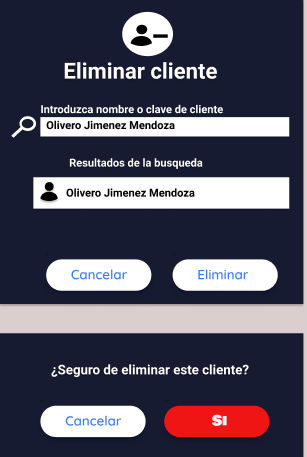 Eliminar cliente
Introduzca nombre o clave de cliente
Olivero Jimenez Mendoza
Resultados de la busqueda
Olivero Jimenez Mendoza
Cancelar
Eliminar
¿Seguro de eliminar este cliente?
Cancelar
SI